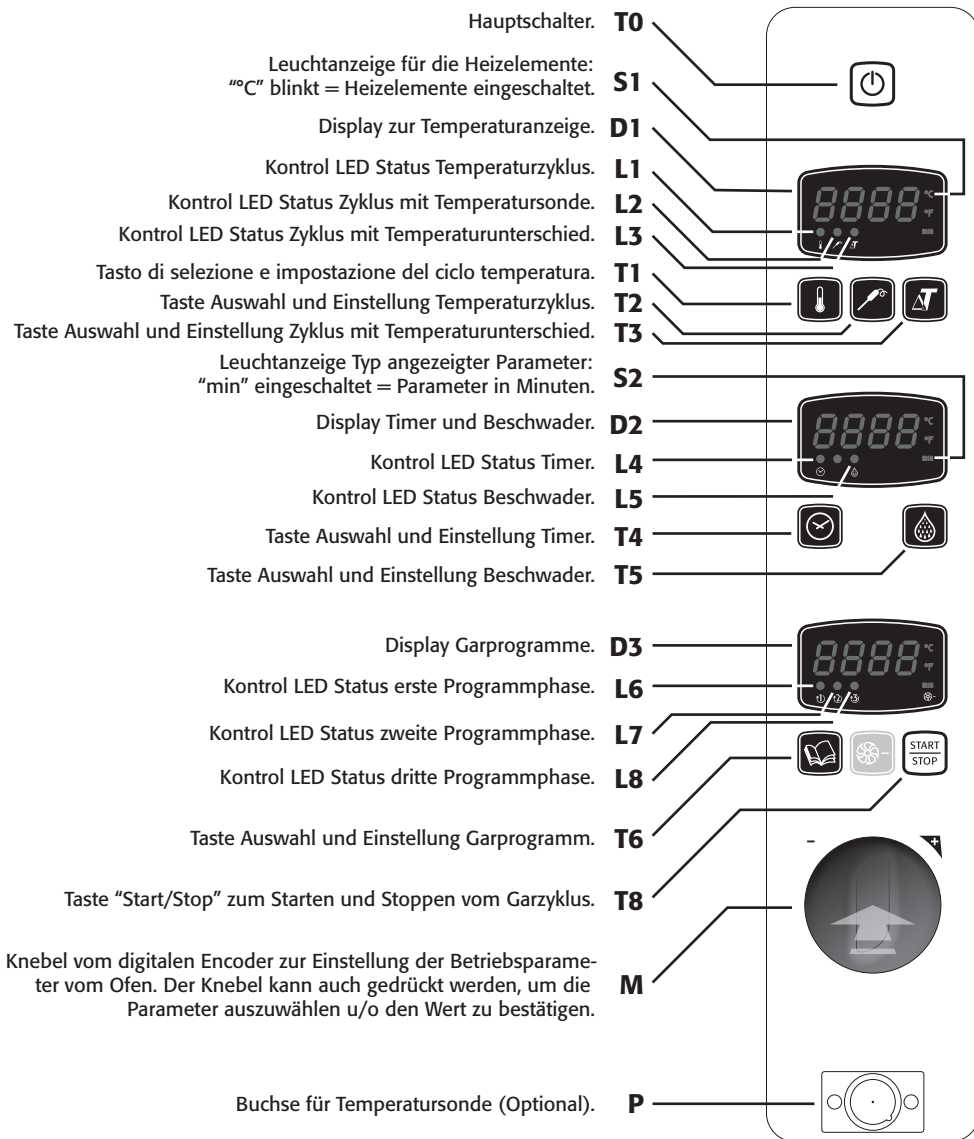 Hauptschalter. T0
Leuchtanzeige für die Heizelemente:
"°C" blinkt = Heizelemente eingeschaltet. S1
Display zur Temperaturanzeige. D1
Kontrol LED Status Temperaturzyklus. L1
Kontrol LED Status Zyklus mit Temperatursonde. L2
Kontrol LED Status Zyklus mit Temperaturunterschied. L3
Tasto di selezione e impostazione del ciclo temperatura. T1
Taste Auswahl und Einstellung Temperaturzyklus. T2
Taste Auswahl und Einstellung Zyklus mit Temperaturunterschied. T3
8888 °C
°F
ΔT
Leuchtanzeige Typ angezeigter Parameter:
"min" eingeschaltet = Parameter in Minuten. S2
Display Timer und Beschwader. D2
Kontrol LED Status Timer. L4
Kontrol LED Status Beschwader. L5
Taste Auswahl und Einstellung Timer. T4
Taste Auswahl und Einstellung Beschwader. T5
8888 °C
°F
Display Garprogramme. D3
Kontrol LED Status erste Programmphase. L6
Kontrol LED Status zweite Programmphase. L7
Kontrol LED Status dritte Programmphase. L8
Taste Auswahl und Einstellung Garprogramm. T6
Taste "Start/Stop" zum Starten und Stoppen vom Garzyklus. T8
8888 °C
°F
START
STOP
- +
Knebel vom digitalen Encoder zur Einstellung der Betriebsparame-
ter vom Ofen. Der Knebel kann auch gedrückt werden, um die M
Parameter auszuwählen u/o den Wert zu bestätigen.
Buchse für Temperatursonde (Optional). P